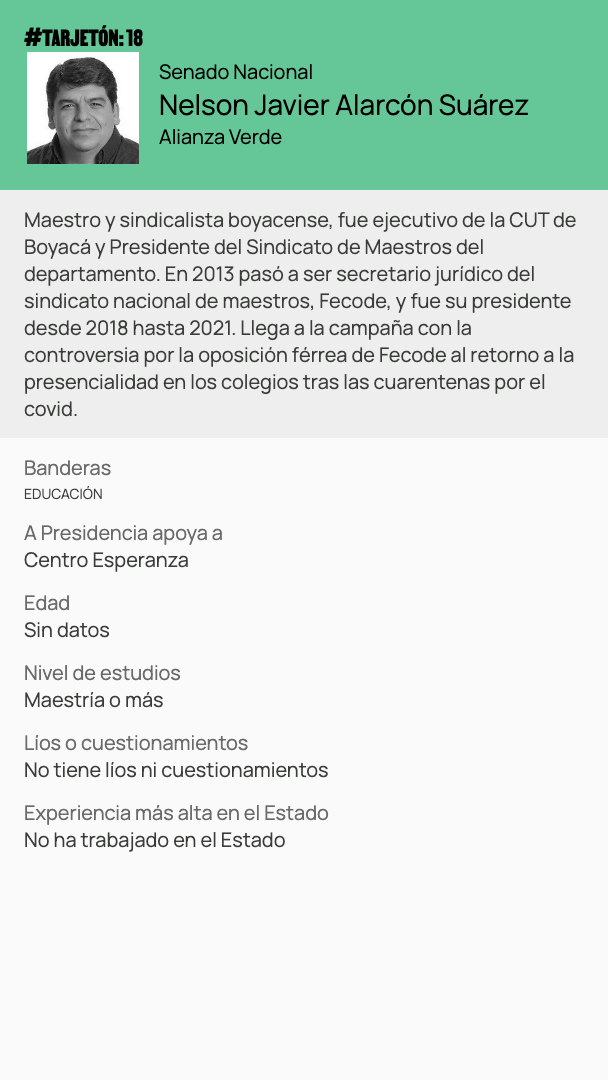 #TARJETÓN: 18
Senado Nacional
Nelson Javier Alarcón Suárez
Alianza Verde
Maestro y sindicalista boyacense, fue ejecutivo de la CUT de
Boyacá y Presidente del Sindicato de Maestros del
departamento. En 2013 pasó a ser secretario jurídico del
sindicato nacional de maestros, Fecode, y fue su presidente
desde 2018 hasta 2021. Llega a la campaña con la
controversia por la oposición férrea de Fecode al retorno a la
presencialidad en los colegios tras las cuarentenas por el
covid.
Banderas
EDUCACIÓN
A Presidencia apoya a
Centro Esperanza
Edad
Sin datos
Nivel de estudios
Maestría o más
Líos o cuestionamientos
No tiene líos ni cuestionamientos
Experiencia más alta en el Estado
No ha trabajado en el Estado